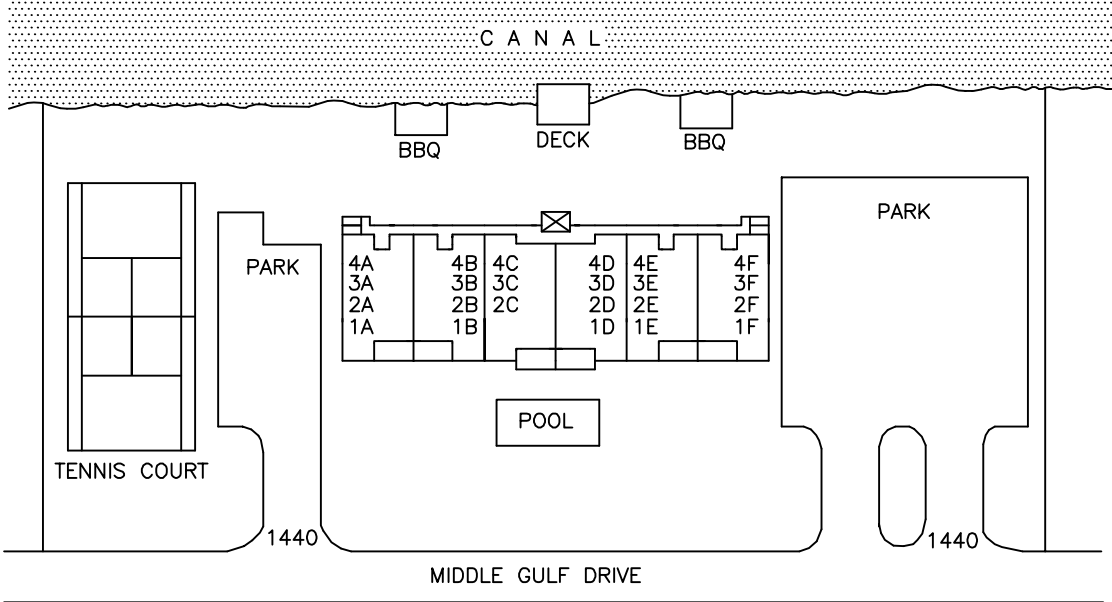 C A N A L
BBQ
DECK
BBQ
PARK
PARK
4A 4B 4C 4D 4E 4F
3A 3B 3C 3D 3E 3F
2A 2B 2C 2D 2E 2F
1A 1B 1D 1E 1F
POOL
TENNIS COURT
1440
1440
MIDDLE GULF DRIVE